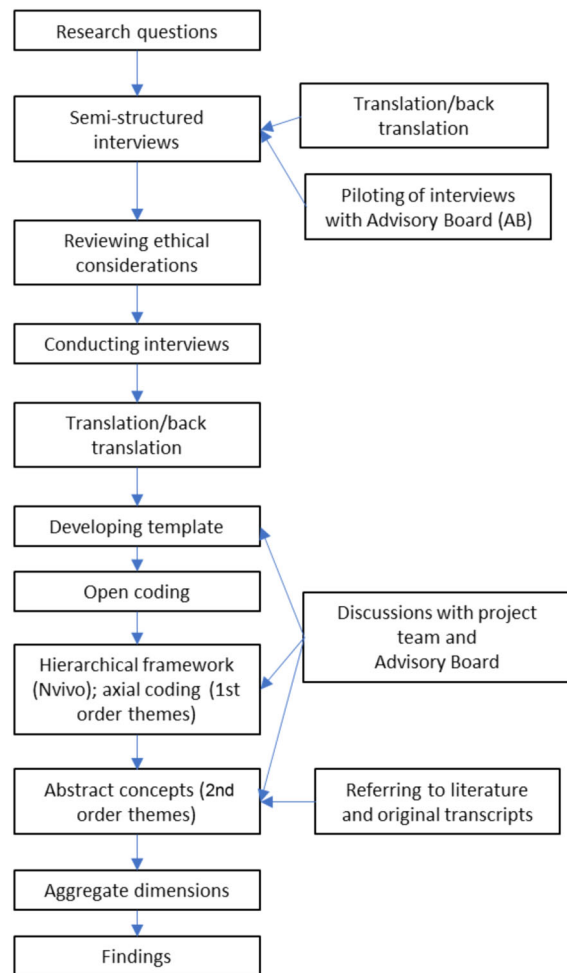 Research questions
Semi-structured
interviews
Translation/back
translation
Piloting of interviews
with Advisory Board (AB)
Reviewing ethical
considerations
Conducting interviews
Translation/back
translation
Developing template
Open coding
Discussions with project
team and
Advisory Board
Hierarchical framework
(Nvivo); axial coding (1st
order themes)
Abstract concepts (2nd
order themes)
Referring to literature
and original transcripts
Aggregate dimensions
Findings